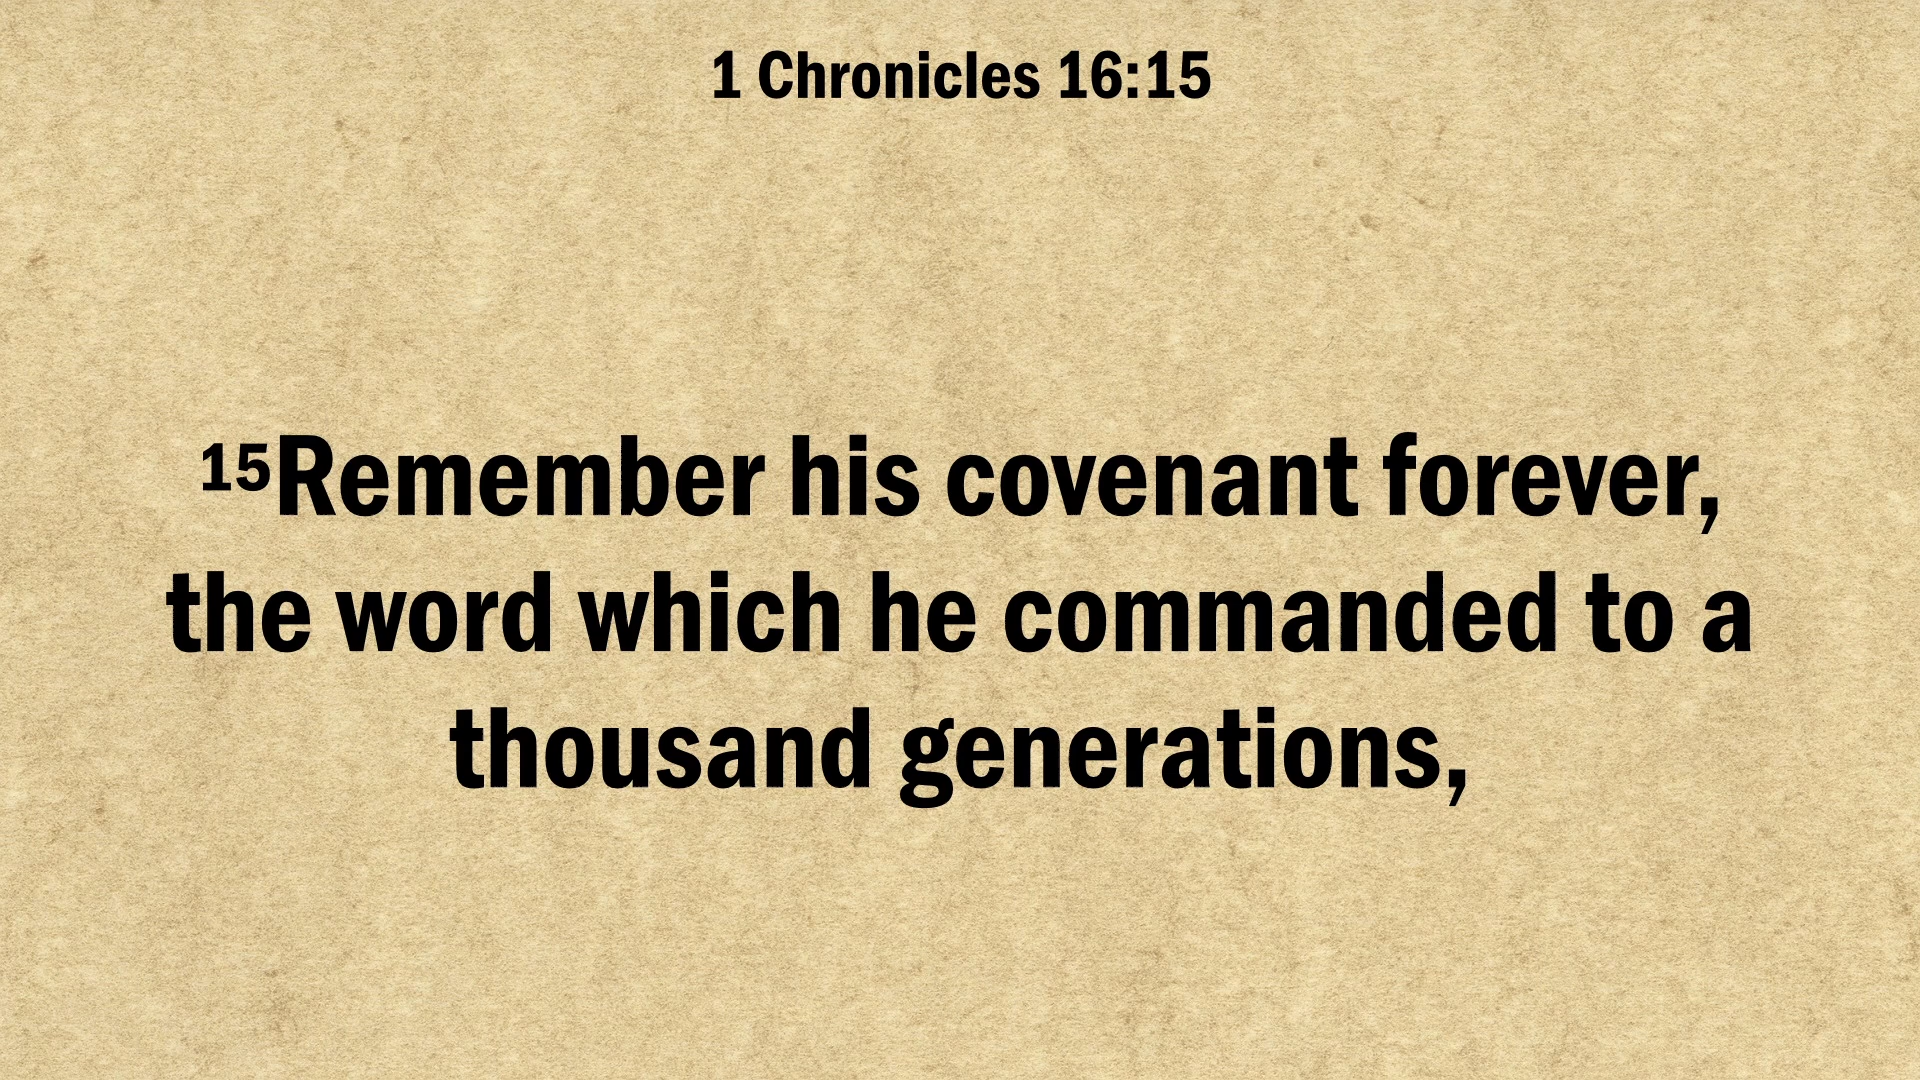 1 Chronicles 16:15
15Remember his covenant forever,
the word which he commanded to a
thousand generations,